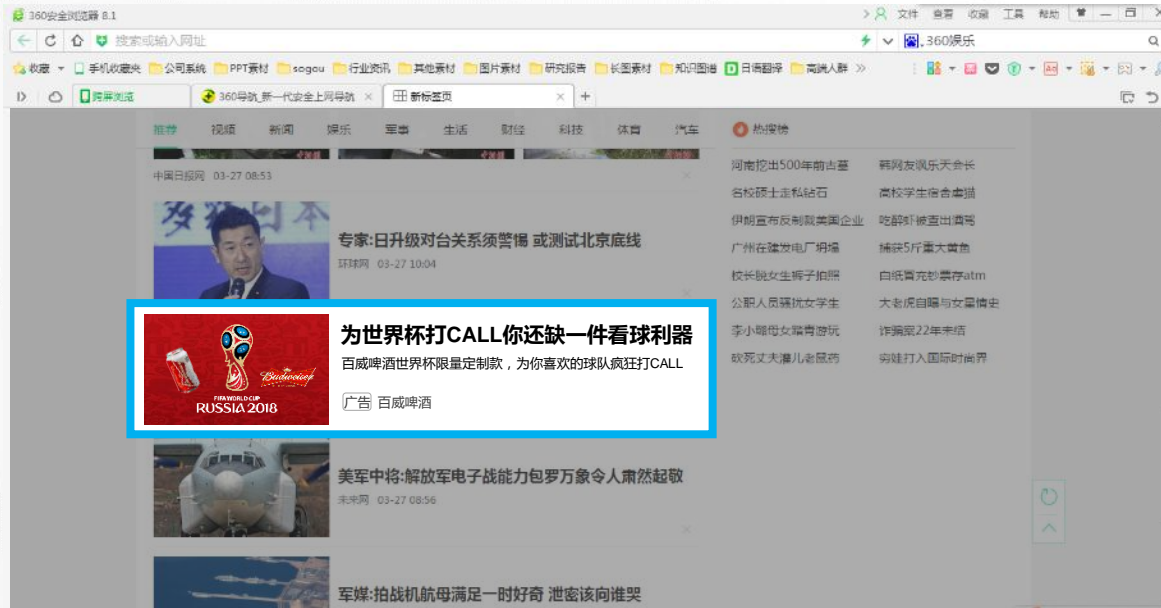 360安全浏览器 8.1
文件 查看 收藏 工具 帮助
搜索或输入网址
360娱乐
收藏 手机收藏夹 公司系统 PPT素材 sogou 行业资讯 其他素材 图片素材 研究报告 长图素材 知识图谱 日语翻译 高端人群
跨屏浏览 360导航_新一代安全上网导航 新标签页
推荐 视频 新闻 娱乐 军事 生活 财经 科技 体育 汽车
热搜榜
中国日报网 03-27 08:53
专家:日升级对台关系须警惕 或测试北京底线
环球网 03-27 10:04
为世界杯打CALL你还缺一件看球利器
百威啤酒世界杯限量定制款，为你喜欢的球队疯狂打CALL
广告 百威啤酒
Budweiser
FIFA WORLD CUP
RUSSIA 2018
美军中将:解放军电子战能力包罗万象令人肃然起敬
未来网 03-27 08:56
军媒:拍战机航母满足一时好奇 泄密该向谁哭
河南挖出500年前古墓 韩网友讽乐天会长
名校硕士走私钻石 高校学生宿舍虐猫
伊朗宣布反制裁美国企业 吃醉虾被查出酒驾
广州在建发电厂坍塌 捕获5斤重大黄鱼
校长脱女生裤子拍照 白纸冒充钞票存atm
公职人员骚扰女学生 大老虎自曝与女星情史
李小璐母女踏青游玩 诈骗案22年未结
砍死丈夫灌儿老鼠药 穷娃打入国际时尚界